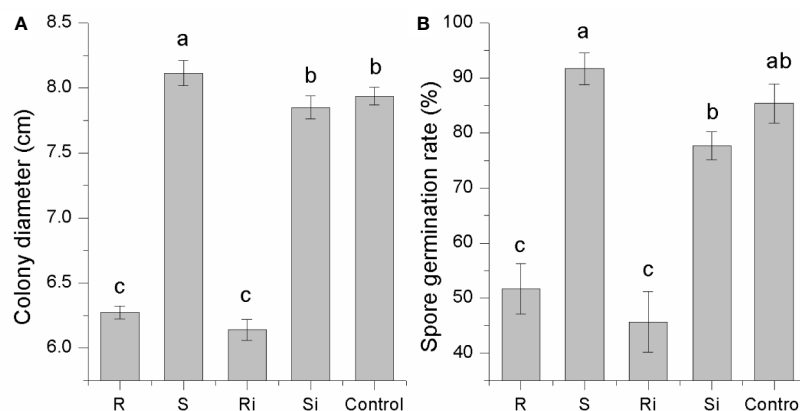 A
Colony diameter (cm)
8.5
8.0
7.5
7.0
6.5
6.0
c
a
c
b
b
R S Ri Si Control
B
Spore germination rate (%)
100
90
80
70
60
50
40
c
a
c
b
ab
R S Ri Si Control